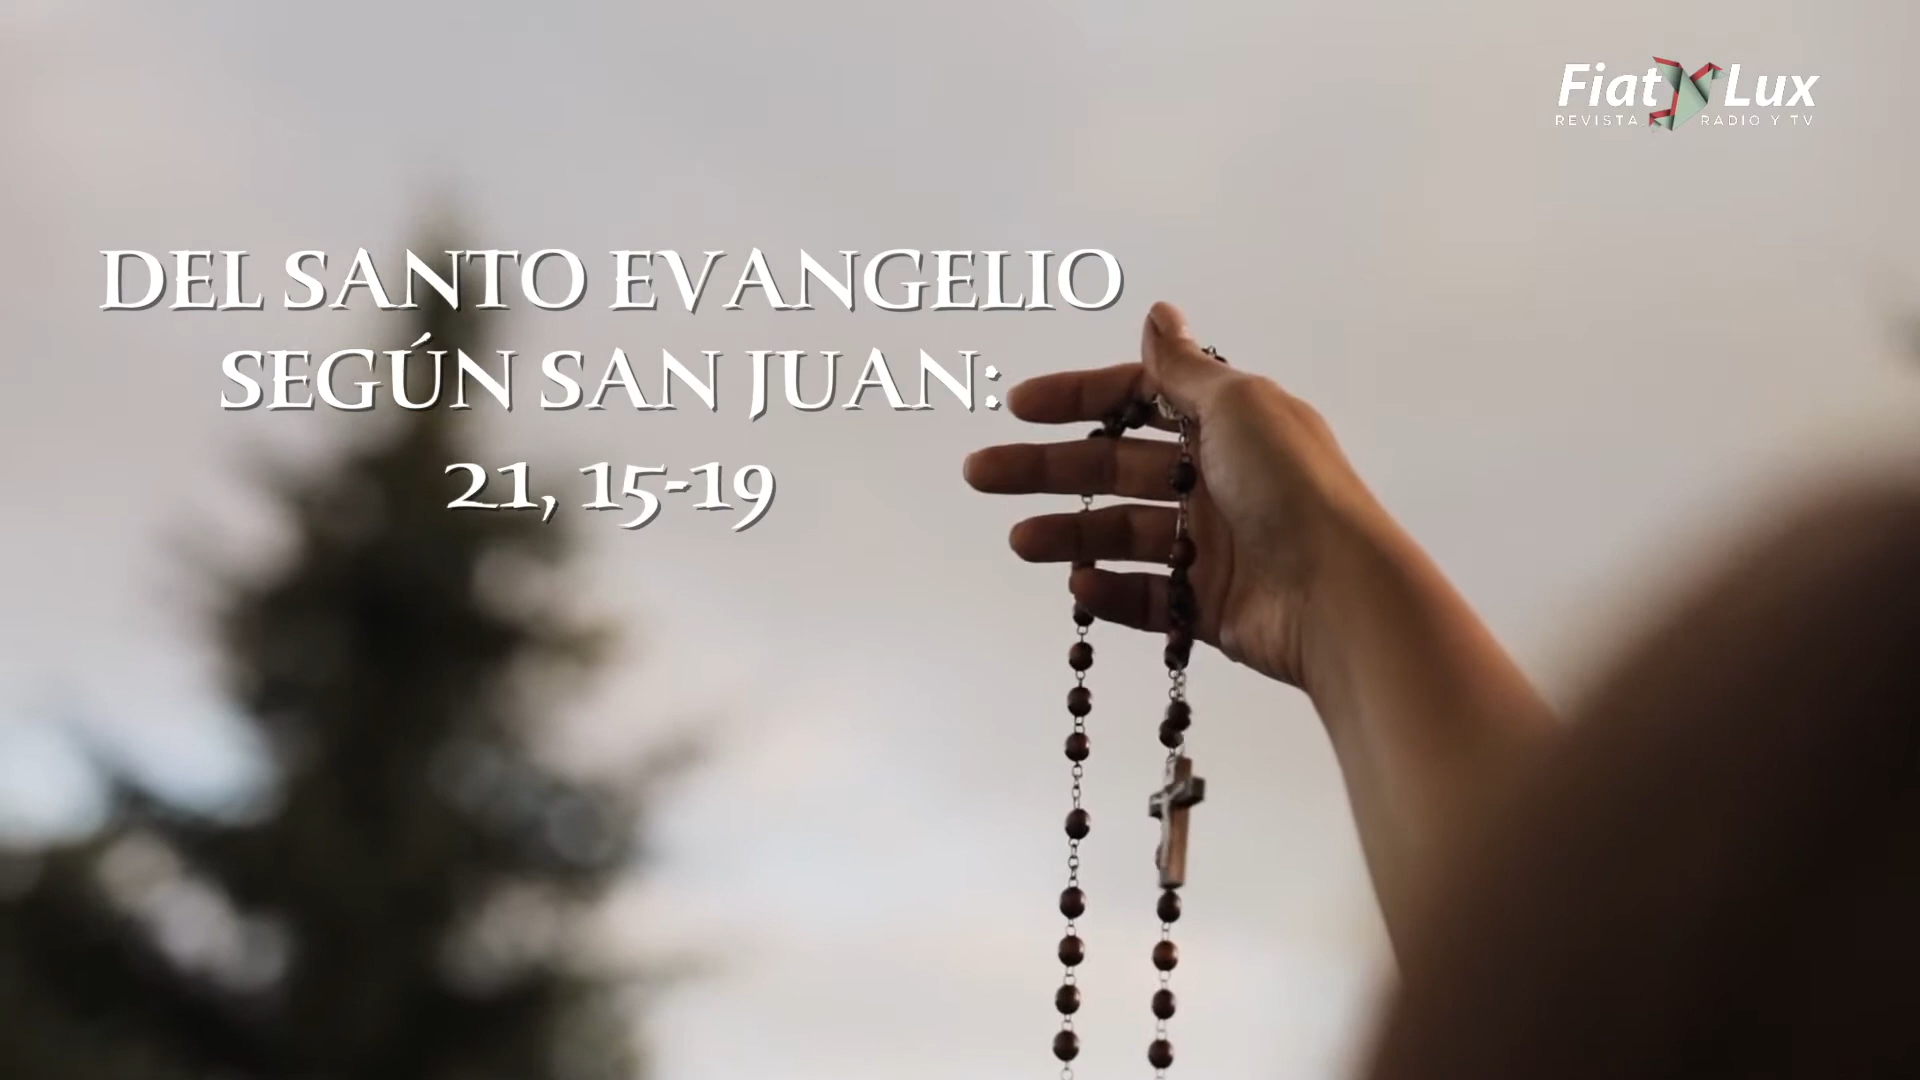 Fiat Lux
REVISTA, RADIO Y TV
DEL SANTO EVANGELIO
SEGÚN SAN JUAN:
21, 15-19